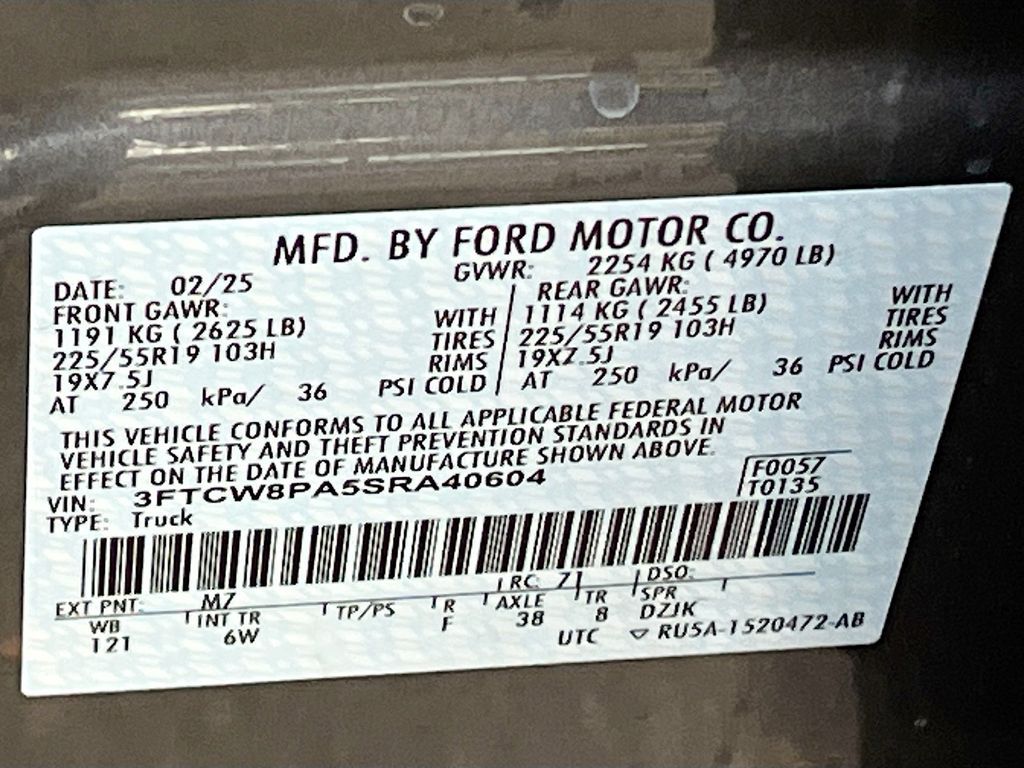 MFD. BY FORD MOTOR CO.
DATE: 02/25 GVWR: 2254 KG ( 4970 LB)
FRONT GAWR: REAR GAWR:
1191 KG ( 2625 LB) WITH 1114 KG ( 2455 LB) WITH
225/55R19 103H TIRES 225/55R19 103H TIRES
19X7.5J RIMS 19X7.5J RIMS
AT 250 kPa/ 36 PSI COLD AT 250 kPa/ 36 PSI COLD
THIS VEHICLE CONFORMS TO ALL APPLICABLE FEDERAL MOTOR
VEHICLE SAFETY AND THEFT PREVENTION STANDARDS IN
EFFECT ON THE DATE OF MANUFACTURE SHOWN ABOVE.
VIN: 3FTCW8PA5SRA40604 F0057
TYPE: Truck T0135
EXT PNT: M7 RC: 71 DSO:
WB INT TR TP/PS R AXLE TR SPR
121 6W F 38 8 DZJK
UTC ▽ RU5A-1520472-AB